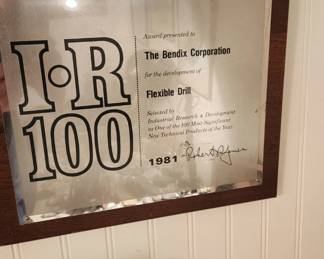 I·R
100
Award presented to
The Bendix Corporation
for the development of
Flexible Drill
Selected by
Industrial Research & Development
as One of the 100 Most Significant
New Technical Products of the Year
1981